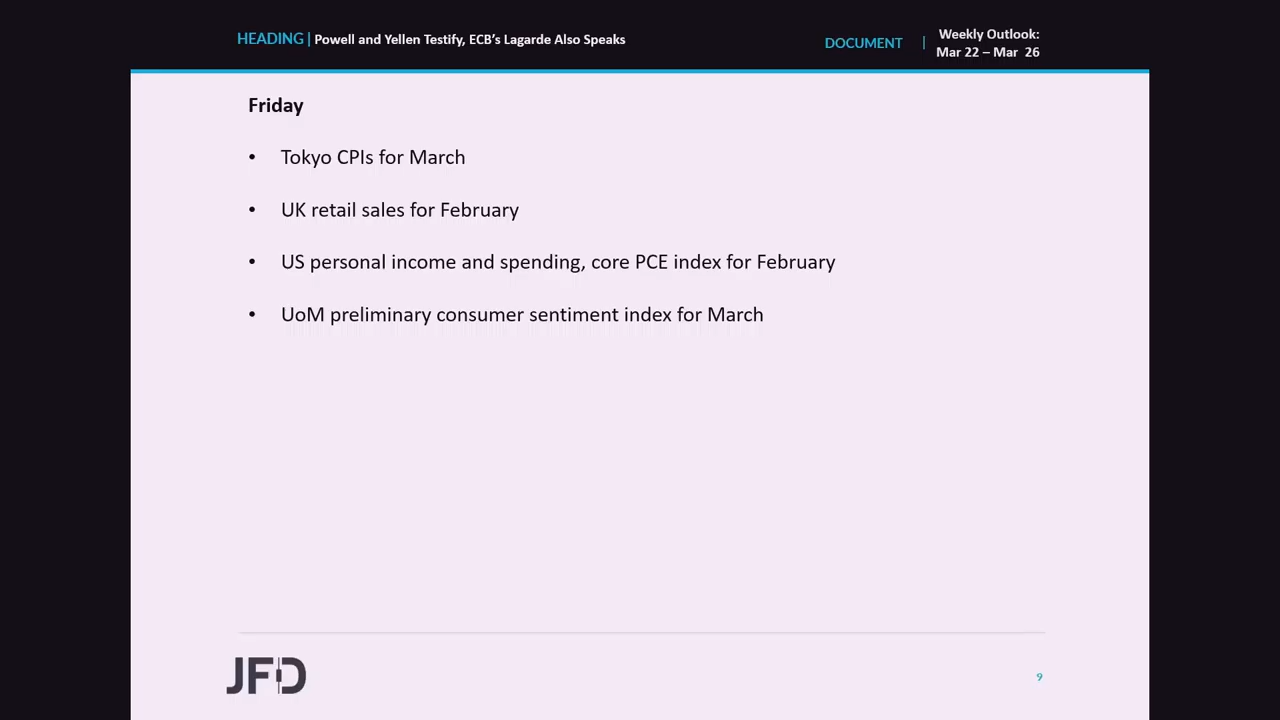 HEADING | Powell and Yellen Testify, ECB's Lagarde Also Speaks
DOCUMENT | Weekly Outlook:
Mar 22 – Mar 26
Friday
• Tokyo CPIs for March
• UK retail sales for February
• US personal income and spending, core PCE index for February
• UoM preliminary consumer sentiment index for March
JFD
9